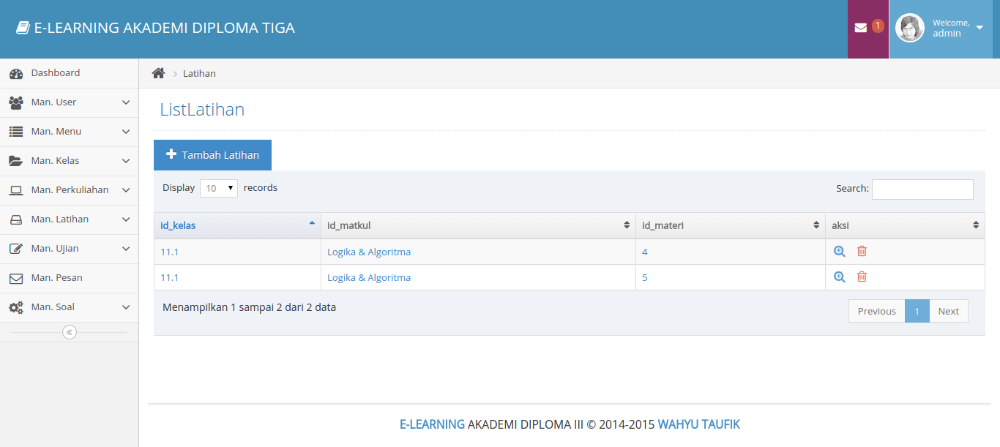 E-LEARNING AKADEMI DIPLOMA TIGA
1
Welcome,
admin
Dashboard
Man. User
Man. Menu
Man. Kelas
Man. Perkuliahan
Man. Latihan
Man. Ujian
Man. Pesan
Man. Soal
Latihan
ListLatihan
Tambah Latihan
Display 10 records
Search:
id_kelas id_matkul id_materi aksi
11.1 Logika & Algoritma 4
11.1 Logika & Algoritma 5
Menampilkan 1 sampai 2 dari 2 data
Previous 1 Next
E-LEARNING AKADEMI DIPLOMA III © 2014-2015 WAHYU TAUFIK